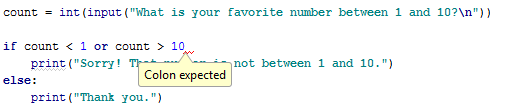 count = int(input("What is your favorite number between 1 and 10?\n"))
if count < 1 or count > 10
print("Sorry! That is not between 1 and 10.")
Colon expected
else:
print("Thank you.")